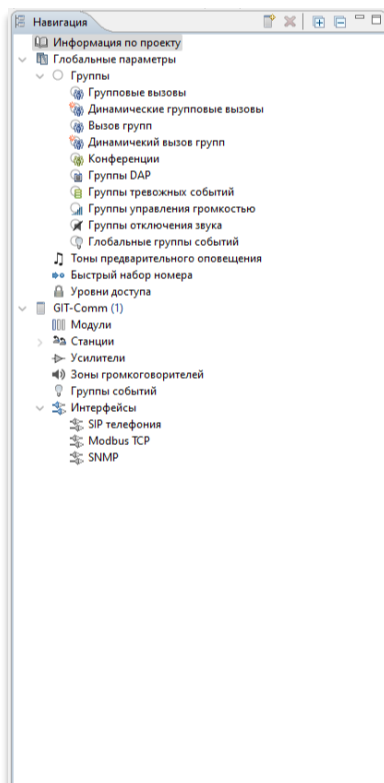 Навигация
Информация по проекту
Глобальные параметры
Группы
Групповые вызовы
Динамические групповые вызовы
Вызов групп
Динамичекий вызов групп
Конференции
Группы DAP
Группы тревожных событий
Группы управления громкостью
Группы отключения звука
Глобальные группы событий
Тоны предварительного оповещения
Быстрый набор номера
Уровни доступа
GIT-Comm (1)
Модули
Станции
Усилители
Зоны громкоговорителей
Группы событий
Интерфейсы
SIP телефония
Modbus TCP
SNMP